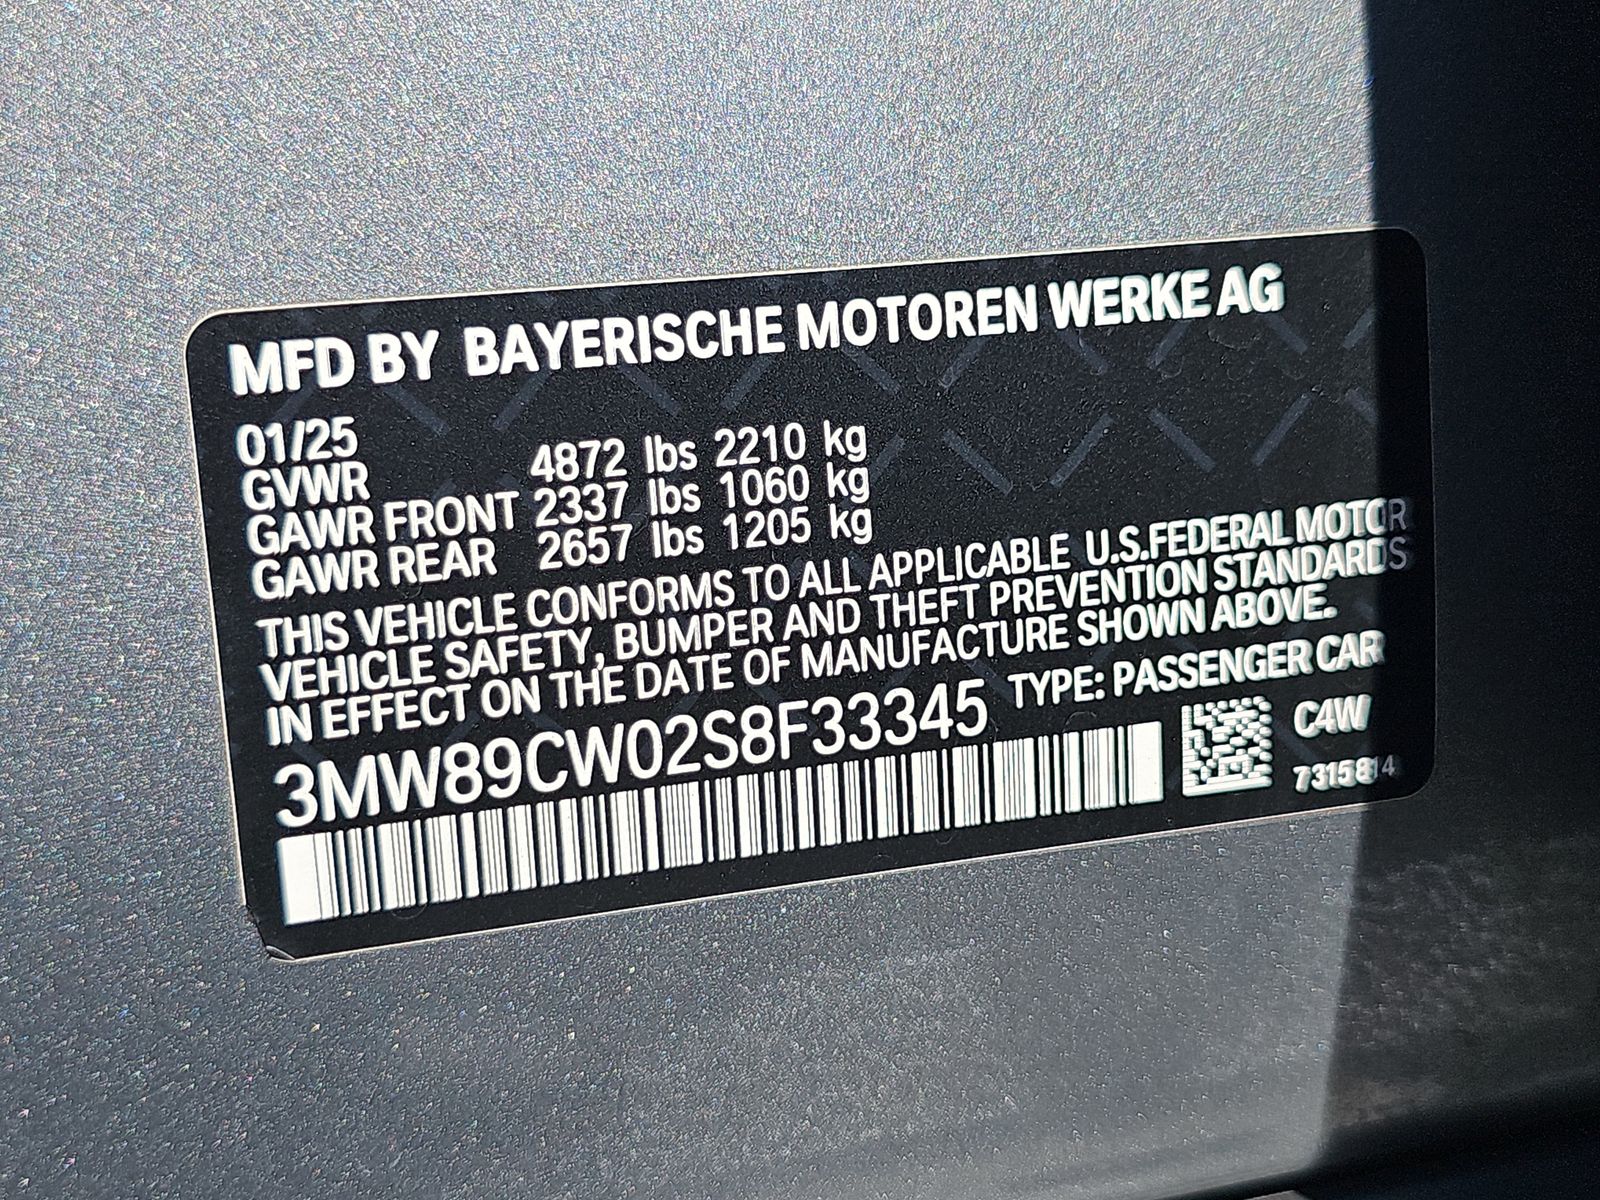 MFD BY BAYERISCHE MOTOREN WERKE AG
01/25
GVWR 4872 lbs 2210 kg
GAWR FRONT 2337 lbs 1060 kg
GAWR REAR 2657 lbs 1205 kg
THIS VEHICLE CONFORMS TO ALL APPLICABLE U.S.FEDERAL MOTOR
VEHICLE SAFETY, BUMPER AND THEFT PREVENTION STANDARDS
IN EFFECT ON THE DATE OF MANUFACTURE SHOWN ABOVE.
3MW89CW02S8F33345 TYPE: PASSENGER CAR
C4W
7315814